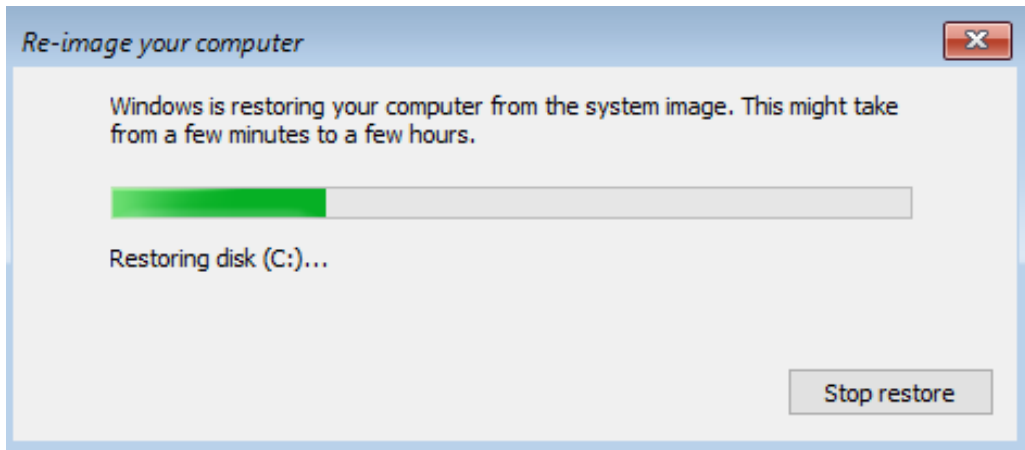 Re-image your computer
Windows is restoring your computer from the system image. This might take
from a few minutes to a few hours.
Restoring disk (C:)...
Stop restore